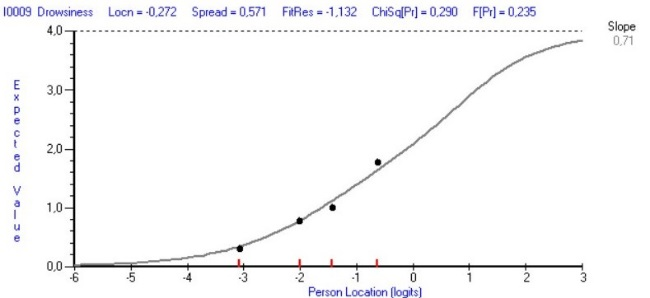 I0009 Drowsiness Locn = -0,272 Spread = 0,571 FitRes = -1,132 ChiSq[Pr] = 0,290 F[Pr] = 0,235
Slope
0,71
Expected Value
4,0
3,0
2,0
1,0
0,0
-6 -5 -4 -3 -2 -1 0 1 2 3
Person Location (logits)